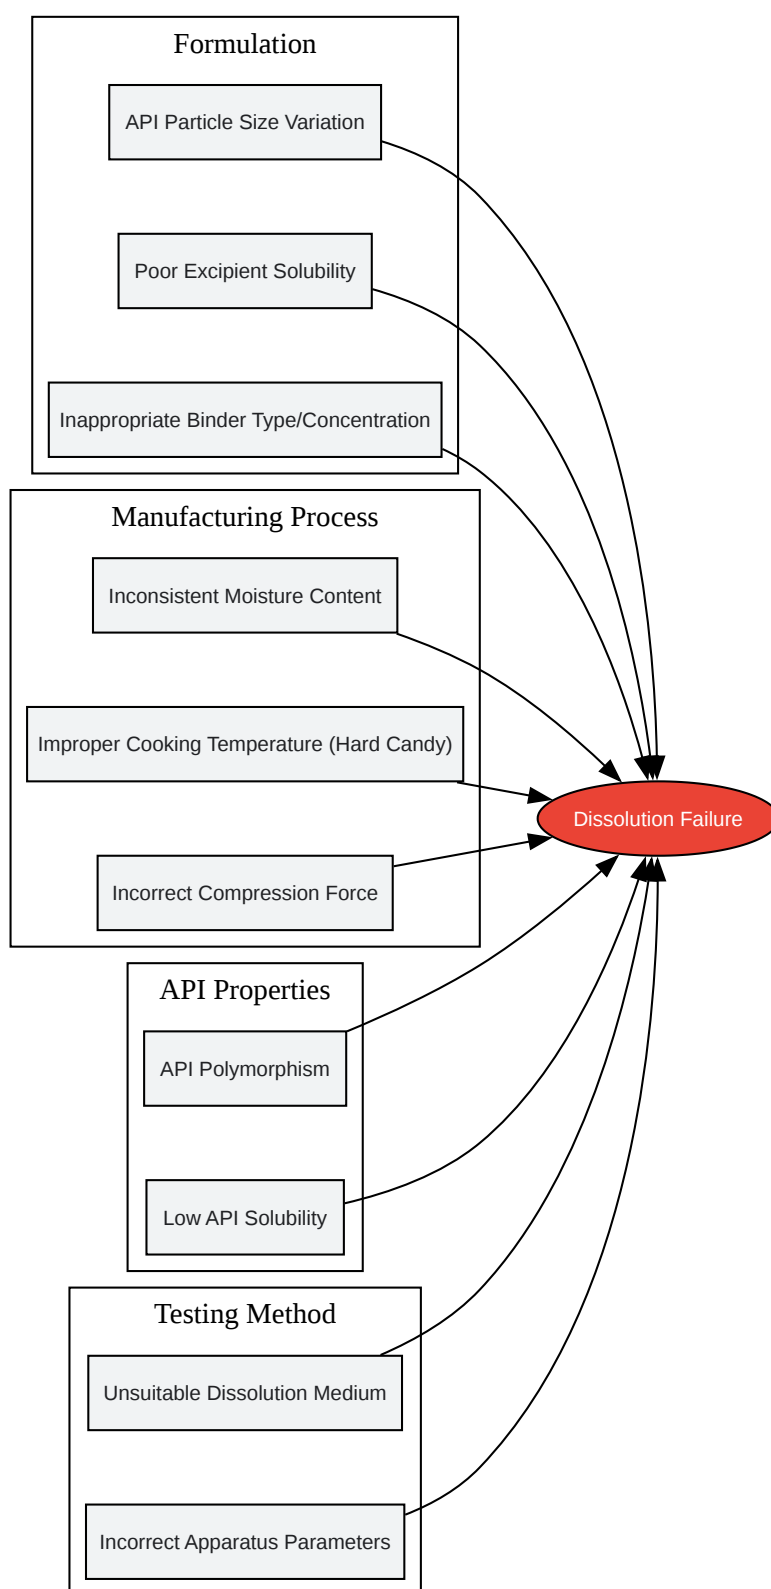 Formulation
API Particle Size Variation
Poor Excipient Solubility
Inappropriate Binder Type/Concentration
Manufacturing Process
Inconsistent Moisture Content
Improper Cooking Temperature (Hard Candy)
Dissolution Failure
Incorrect Compression Force
API Properties
API Polymorphism
Low API Solubility
Testing Method
Unsuitable Dissolution Medium
Incorrect Apparatus Parameters